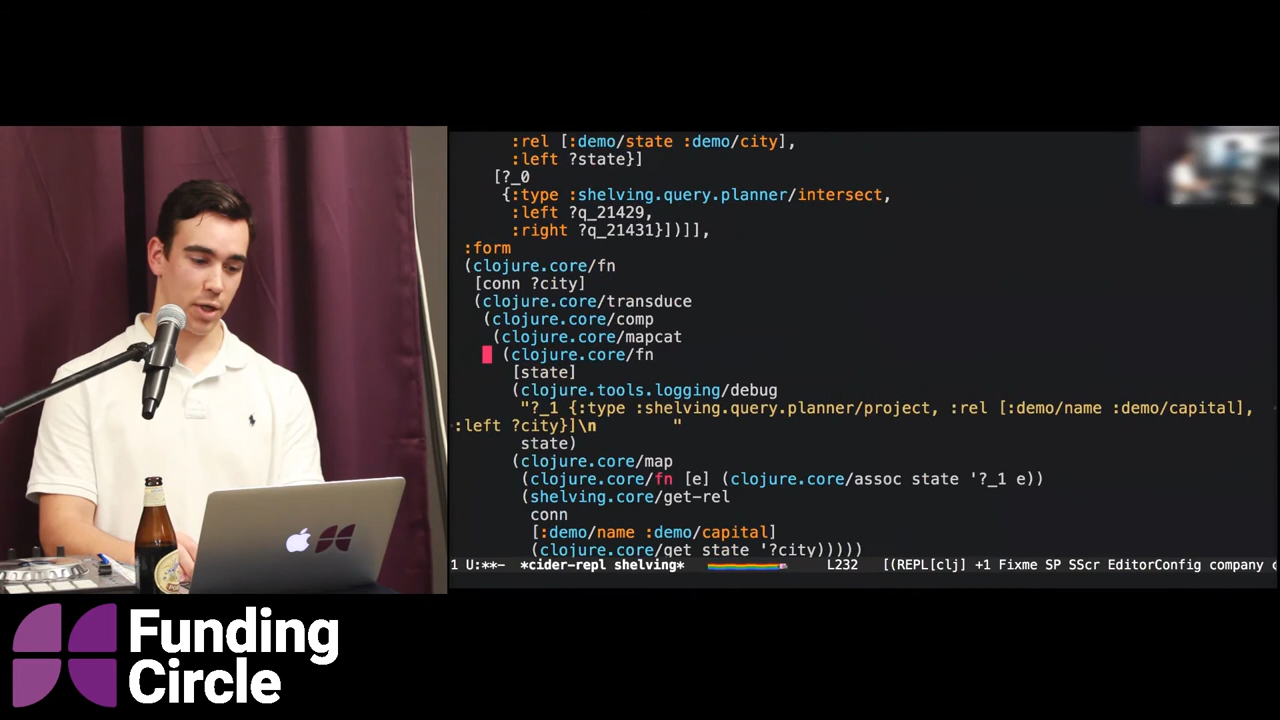 :rel [:demo/state :demo/city],
:left ?state}]
[?_0
{:type :shelving.query.planner/intersect,
:left ?q_21429,
:right ?q_21431}])]],
:form
(clojure.core/fn
[conn ?city]
(clojure.core/transduce
(clojure.core/comp
(clojure.core/mapcat
(clojure.core/fn
[state]
(clojure.tools.logging/debug
"?_1 {:type :shelving.query.planner/project, :rel [:demo/name :demo/capital],
:left ?city}]\n "
state)
(clojure.core/map
(clojure.core/fn [e] (clojure.core/assoc state '?_1 e))
(shelving.core/get-rel
conn
[:demo/name :demo/capital]
(clojure.core/get state '?city)))))
1 U:**- *cider-repl shelving* L232 [(REPL[clj] +1 Fixme SP SScr EditorConfig company
Funding
Circle